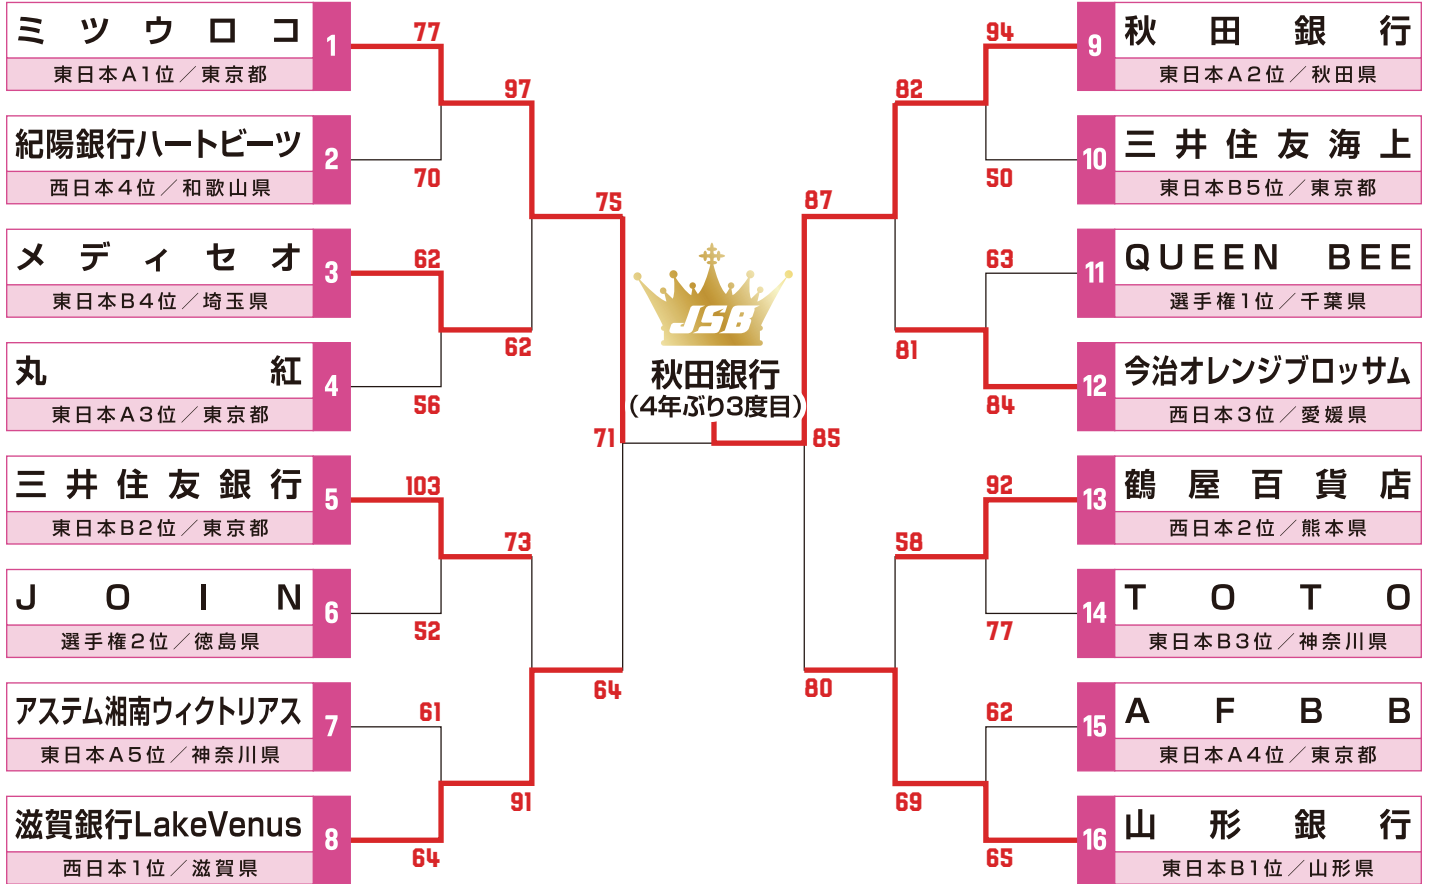 ミツウロコ
1
東日本A1位／東京都
紀陽銀行ハートビーツ
2
西日本4位／和歌山県
メディセオ
3
東日本B4位／埼玉県
丸紅
4
東日本A3位／東京都
三井住友銀行
5
東日本B2位／東京都
JOIN
6
選手権2位／徳島県
アステム湘南ウィクトリアス
7
東日本A5位／神奈川県
滋賀銀行LakeVenus
8
西日本1位／滋賀県
77
70
62
56
103
52
61
64
97
62
73
91
75
64
71
JSB
秋田銀行
（4年ぶり3度目）
85
87
80
82
81
58
69
94
50
63
84
92
77
62
65
9
秋田銀行
東日本A2位／秋田県
10
三井住友海上
東日本B5位／東京都
11
QUEEN BEE
選手権1位／千葉県
12
今治オレンジブロッサム
西日本3位／愛媛県
13
鶴屋百貨店
西日本2位／熊本県
14
TOTO
東日本B3位／神奈川県
15
AFBB
東日本A4位／東京都
16
山形銀行
東日本B1位／山形県